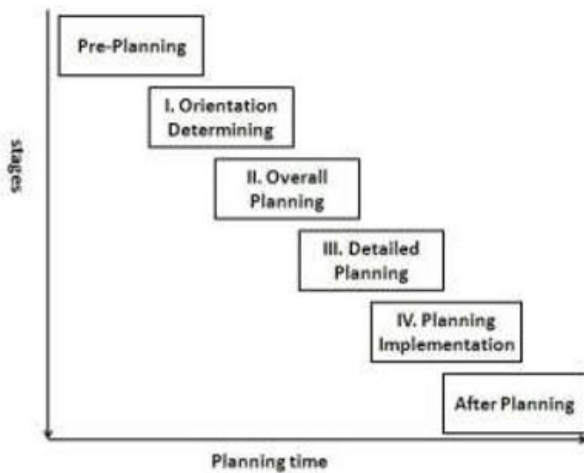 Pre-Planning
I. Orientation
Determining
stages
II. Overall
Planning
III. Detailed
Planning
IV. Planning
Implementation
After Planning
Planning time